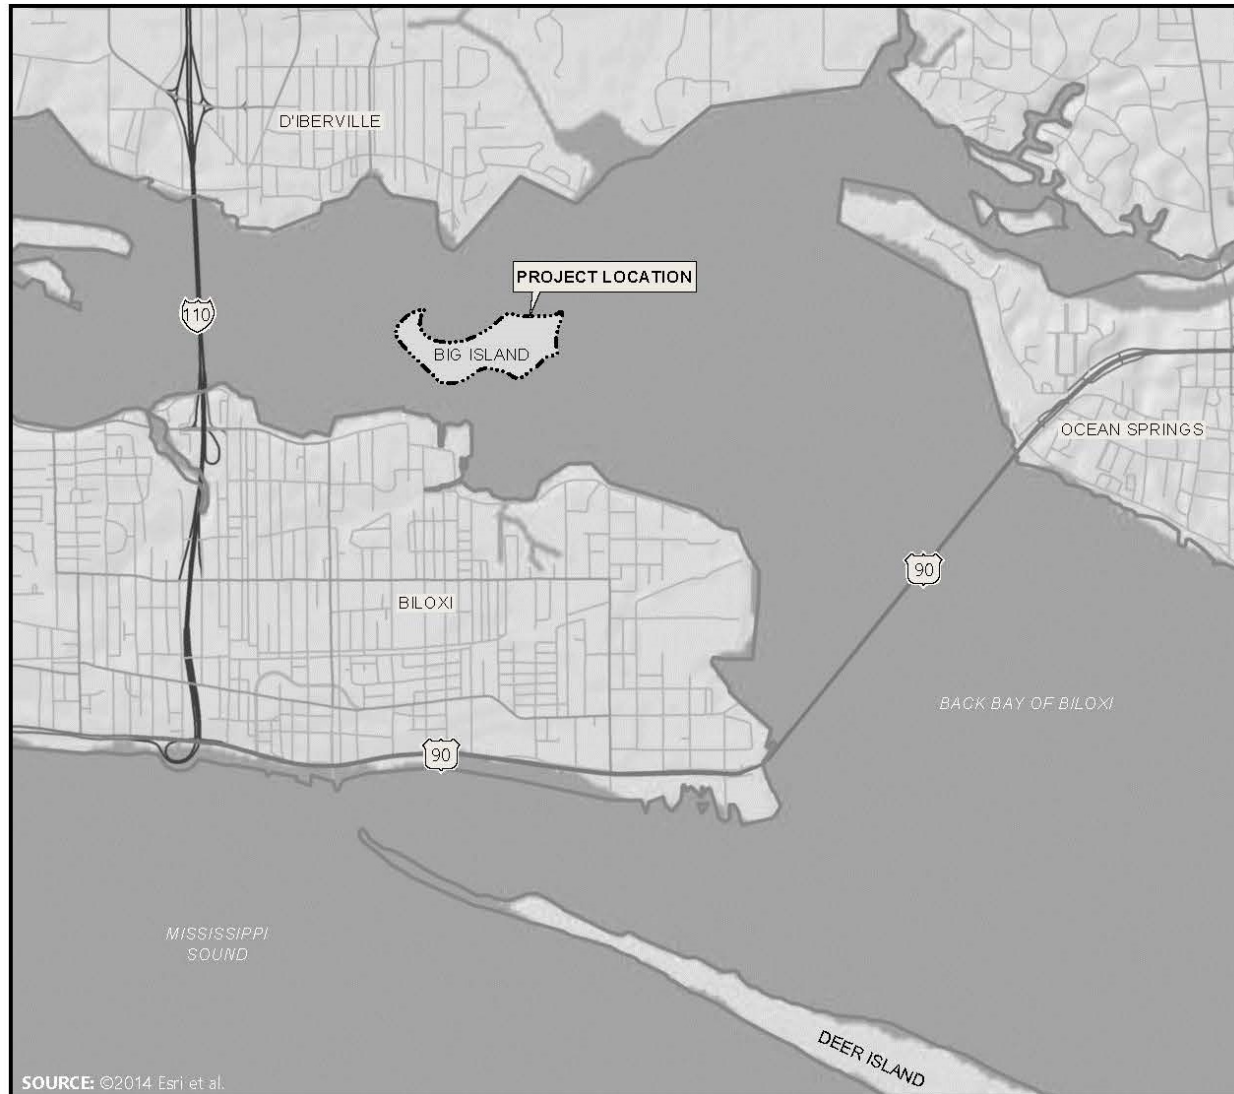 D'IBERVILLE
PROJECT LOCATION
110
BIG ISLAND
OCEAN SPRINGS
90
BILOXI
BACK BAY OF BILOXI
90
MISSISSIPPI
SOUND
DEER ISLAND
SOURCE: ©2014 Esri et al.